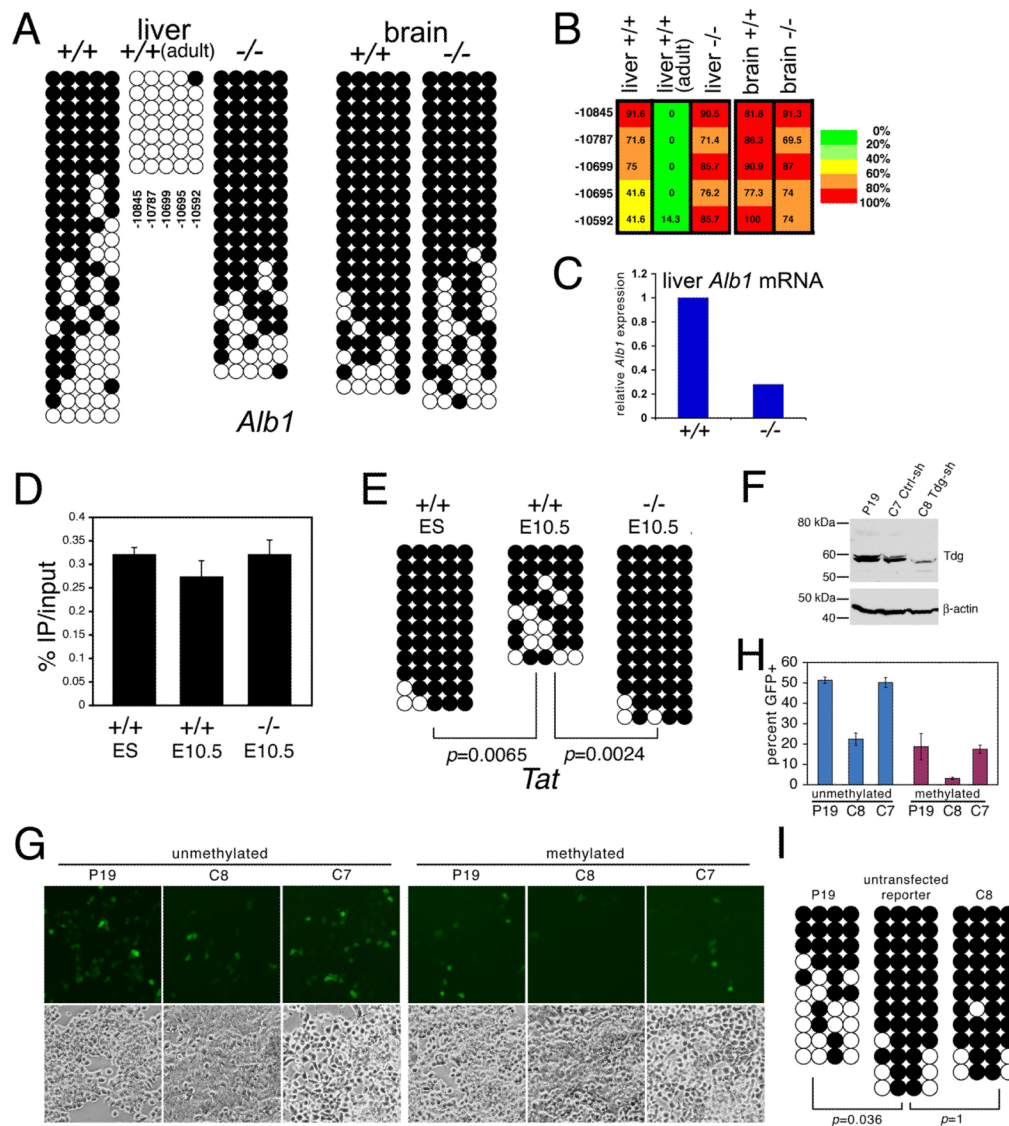 A
liver
+/+
+/+(adult)
-/-
brain
+/+
-/-
-10845
-10787
-10699
-10695
-10592
Alb1
B
liver +/+
liver +/+
(adult)
liver -/-
brain +/+
brain -/-
-10845 91.6 0 90.5 81.8 91.3
-10787 71.6 0 71.4 86.3 69.5
-10699 75 0 85.7 90.9 87
-10695 41.6 0 76.2 77.3 74
-10592 41.6 14.3 85.7 100 74
0%
20%
40%
60%
80%
100%
C
liver Alb1 mRNA
relative Alb1 expression
1.2
1
0.8
0.6
0.4
0.2
0
+/+
-/-
D
% IP/input
0.4
0.35
0.3
0.25
0.2
0.15
0.1
0.05
0
+/+
ES
+/+
E10.5
-/-
E10.5
E
+/+
ES
+/+
E10.5
-/-
E10.5
p=0.0065
p=0.0024
Tat
F
P19
C7 Ctrl-sh
C8 Tdg-sh
80 kDa
60
50
Tdg
50 kDa
40
β-actin
H
percent GFP+
60
50
40
30
20
10
0
unmethylated
methylated
P19 C8 C7 P19 C8 C7
G
unmethylated
methylated
P19 C8 C7 P19 C8 C7
I
P19
untransfected
reporter
C8
p=0.036
p=1